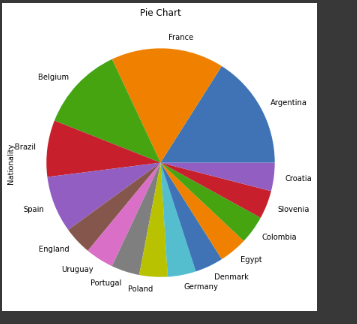 Pie Chart
France
Argentina
Belgium
Brazil
Nationality
Spain
England
Uruguay
Portugal
Poland
Germany
Denmark
Egypt
Colombia
Slovenia
Croatia